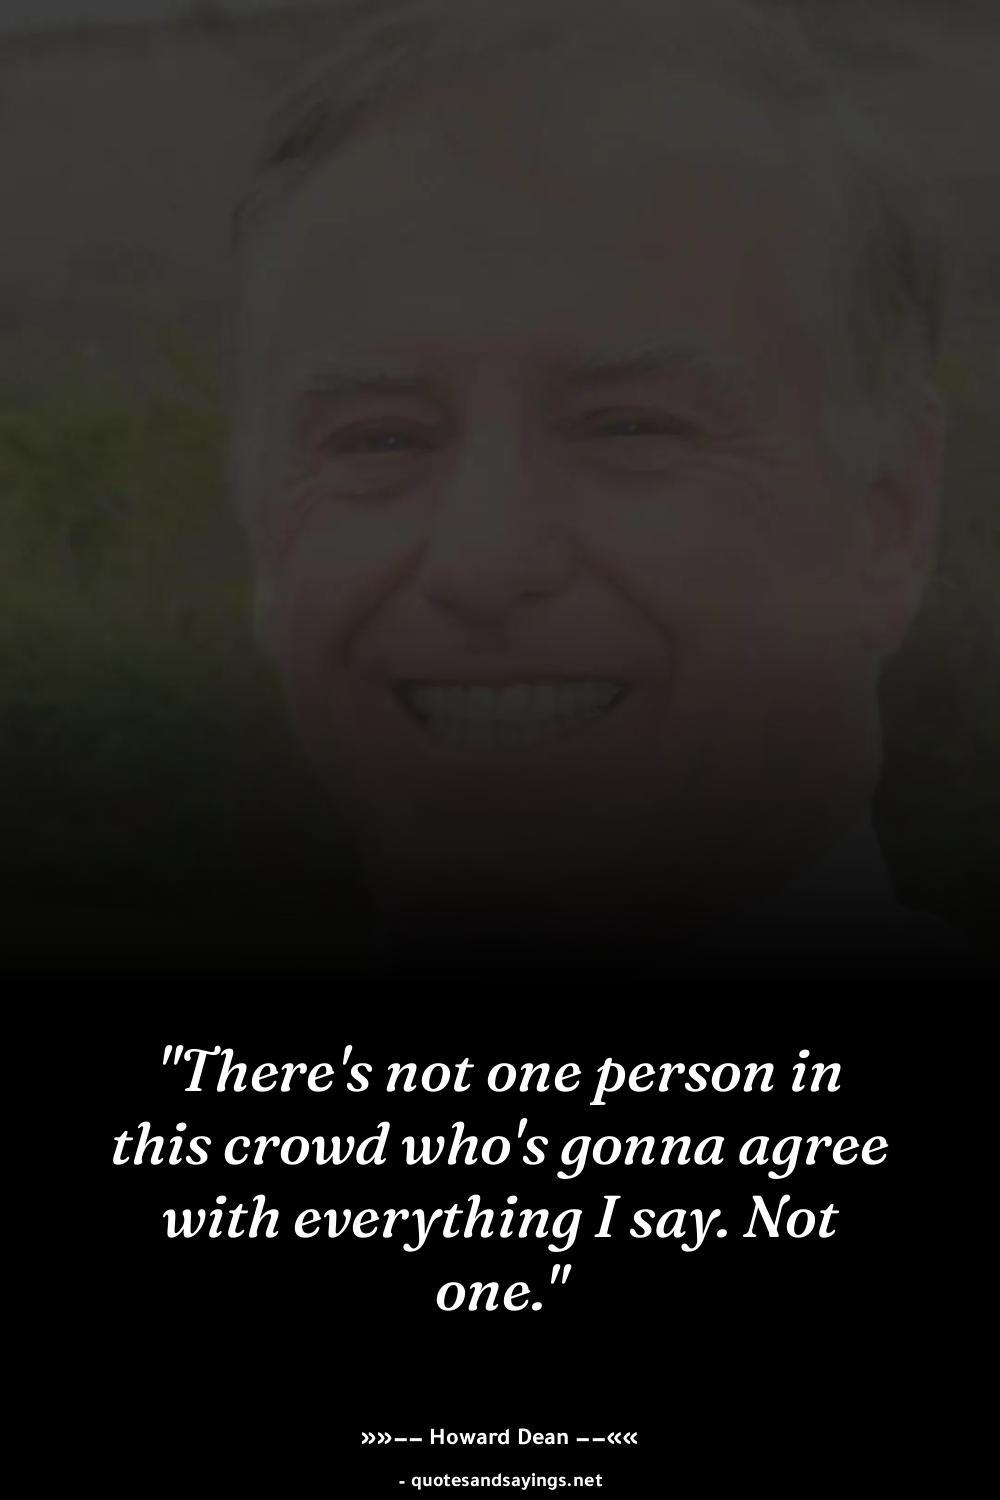 "There's not one person in
this crowd who's gonna agree
with everything I say. Not
one."
»»–– Howard Dean ––««
- quotesandsayings.net